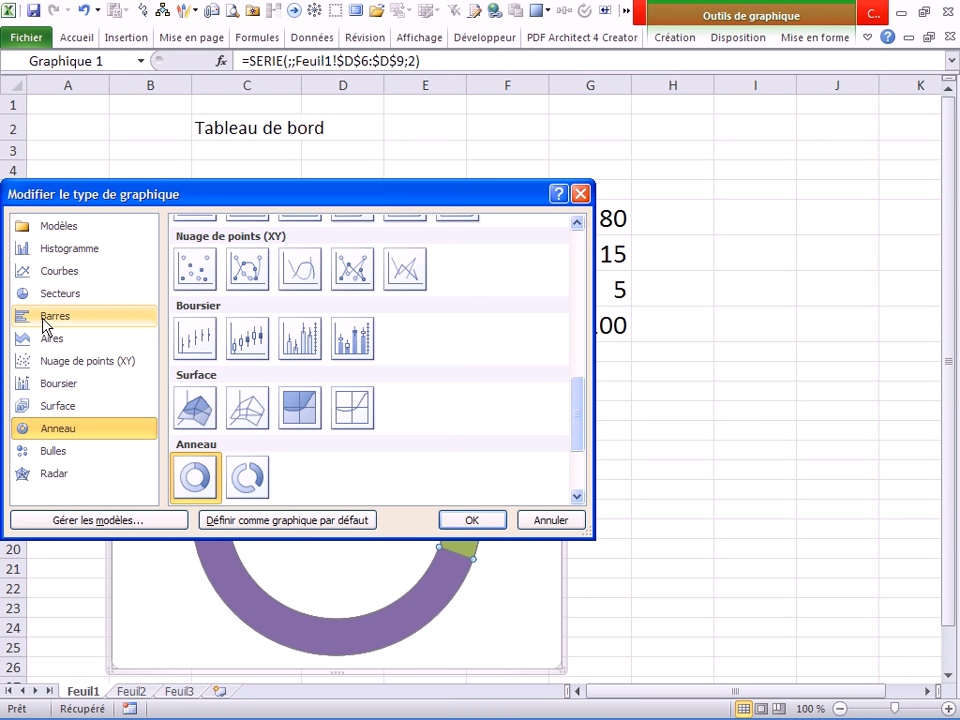 Outils de graphique
C...
Fichier Accueil Insertion Mise en page Formules Données Révision Affichage Développeur PDF Architect 4 Creator Création Disposition Mise en forme
Graphique 1 fx =SERIE(;;Feuil1!$D$6:$D$9;2)
A B C D E F G H I J K
1
2 Tableau de bord
3
4
Modifier le type de graphique
Modèles
Histogramme
Courbes
Secteurs
Barres
Aires
Nuage de points (XY)
Boursier
Surface
Anneau
Bulles
Radar
Nuage de points (XY)
Boursier
Surface
Anneau
Gérer les modèles... Définir comme graphique par défaut OK Annuler
80
15
5
20
21
22
23
24
25
26
Feuil1 Feuil2 Feuil3
Prêt Récupéré 100 %